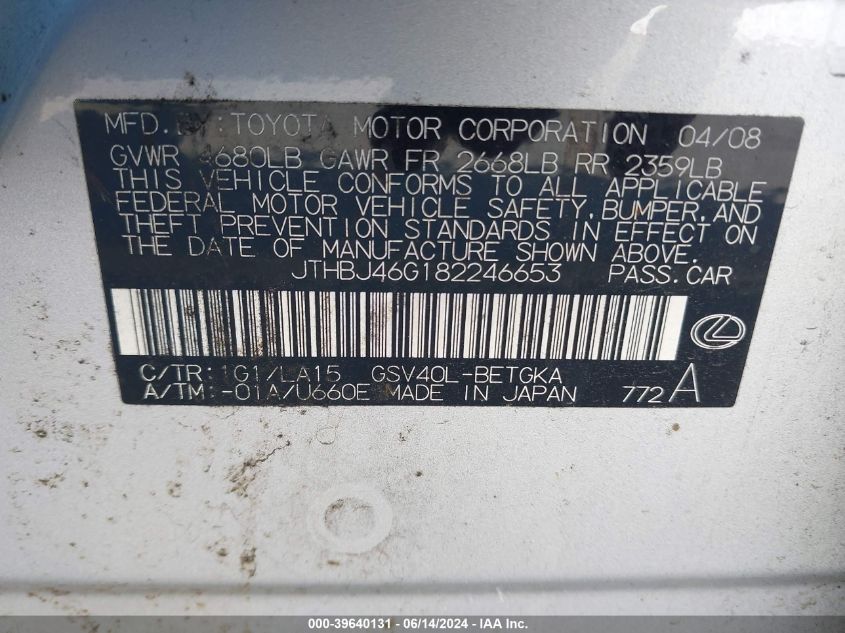 MFD. BY: TOYOTA MOTOR CORPORATION 04/08
GVWR 4680LB GAWR FR 2668LB RR 2359LB
THIS VEHICLE CONFORMS TO ALL APPLICABLE
FEDERAL MOTOR VEHICLE SAFETY, BUMPER, AND
THEFT PREVENTION STANDARDS IN EFFECT ON
THE DATE OF MANUFACTURE SHOWN ABOVE.
JTHBJ46G182246653 PASS.CAR
C/TR: 1G1/LA15 GSV40L-BETGKA
A/TM: -01A/U660E MADE IN JAPAN 772 A
000-39640131 - 06/14/2024 - IAA Inc.